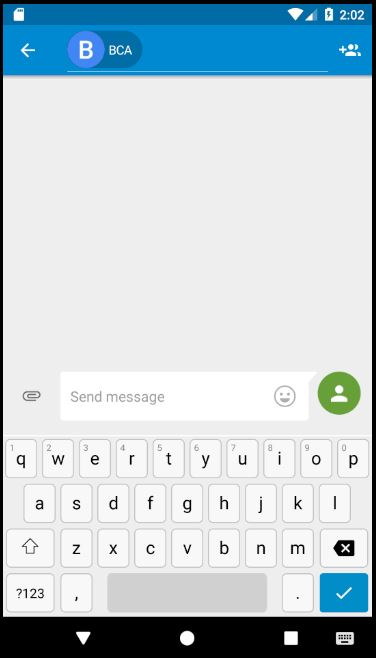 2:02
B BCA
Send message
1 2 3 4 5 6 7 8 9 0
q w e r t y u i o p
a s d f g h j k l
z x c v b n m
?123 , .